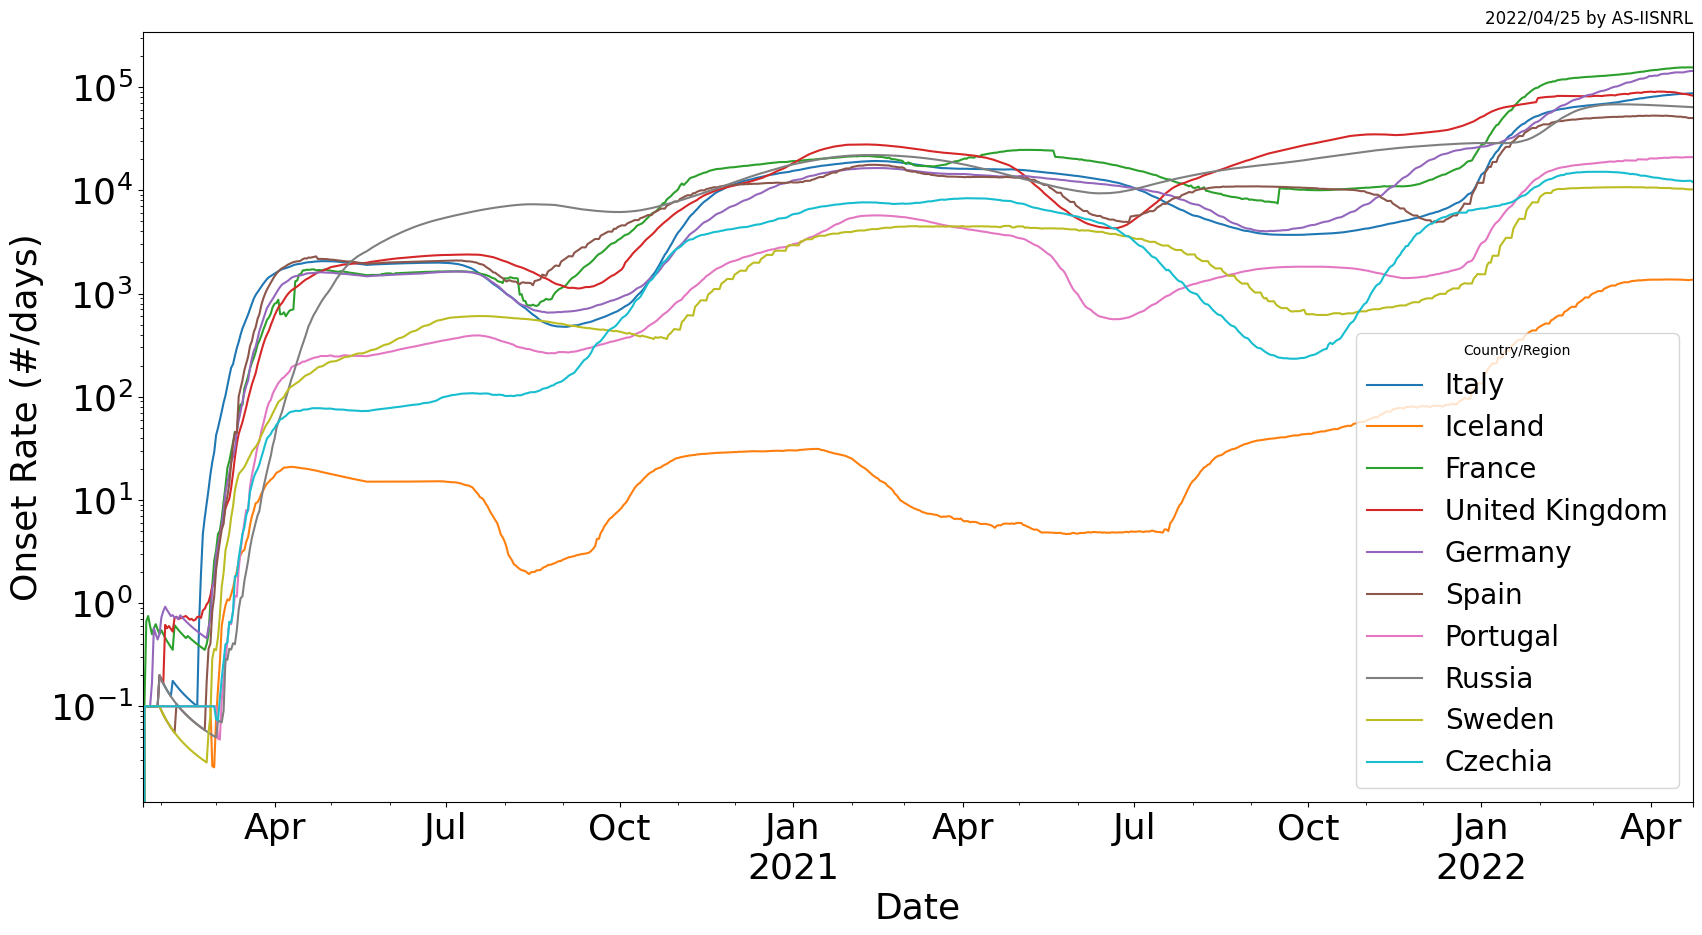 2022/04/25 by AS-IISNRL
Onset Rate (#/days)
10^5
10^4
10^3
10^2
10^1
10^0
10^−1
Country/Region
Italy
Iceland
France
United Kingdom
Germany
Spain
Portugal
Russia
Sweden
Czechia
Apr Jul Oct Jan Apr Jul Oct Jan Apr
2021 2022
Date